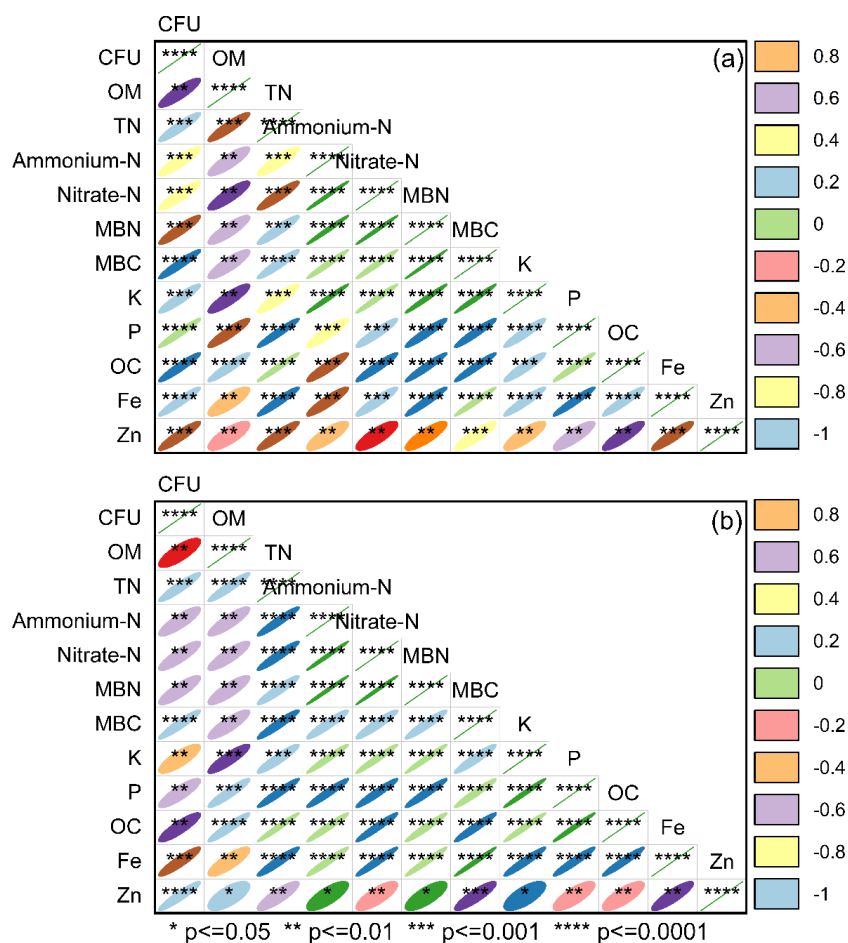 CFU
CFU **** OM (a) 0.8
OM ** **** TN 0.6
TN *** *** **** Ammonium-N 0.4
Ammonium-N *** ** *** **** Nitrate-N
Nitrate-N *** ** *** **** **** MBN 0.2
MBN *** ** *** **** **** **** MBC 0
MBC **** ** **** **** **** **** **** K -0.2
K *** ** *** **** **** **** **** **** P -0.4
P **** *** **** *** *** **** **** **** **** OC
OC **** **** **** *** **** **** **** *** **** **** Fe -0.6
Fe **** ** **** *** *** **** **** **** **** **** **** Zn -0.8
Zn *** ** *** ** ** ** *** ** ** ** *** **** -1
CFU
CFU **** OM (b) 0.8
OM ** **** TN 0.6
TN *** *** **** Ammonium-N 0.4
Ammonium-N ** ** **** **** Nitrate-N
Nitrate-N ** ** **** **** **** MBN 0.2
MBN ** ** **** **** **** **** MBC 0
MBC **** ** **** **** **** **** **** K -0.2
K ** *** *** **** **** **** **** **** P -0.4
P ** *** **** **** **** **** **** **** **** OC
OC ** **** **** **** **** **** **** **** **** **** Fe -0.6
Fe *** ** **** **** **** **** **** **** **** **** **** Zn -0.8
Zn **** * ** * ** * *** * ** ** ** **** -1
* p<=0.05 ** p<=0.01 *** p<=0.001 **** p<=0.0001